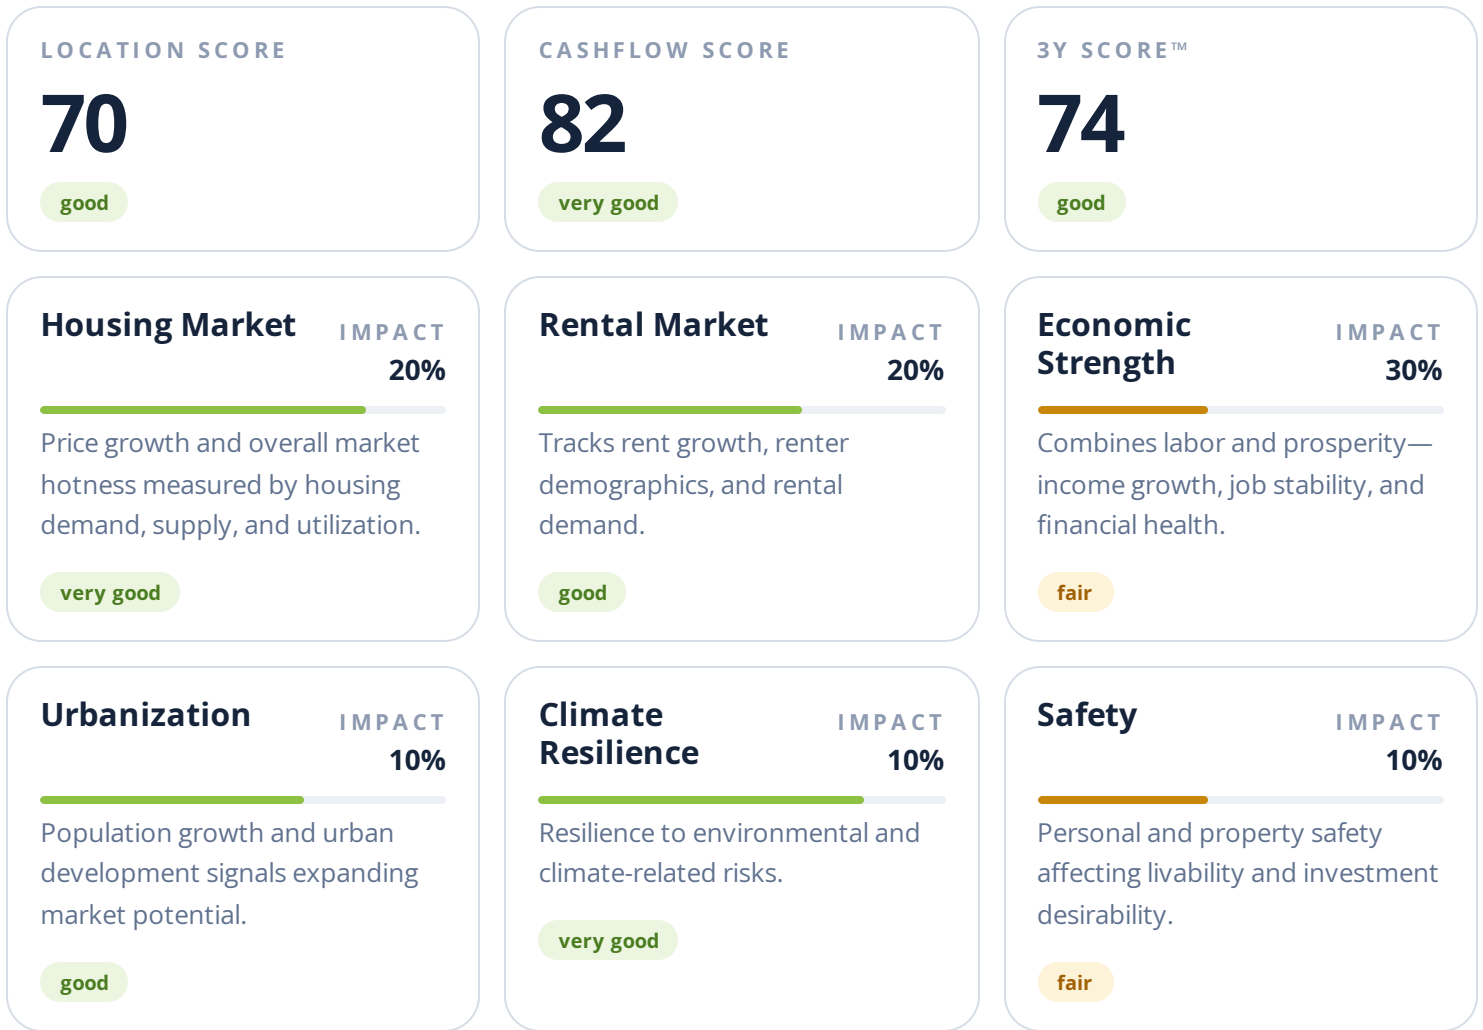 LOCATION SCORE
70
good
CASHFLOW SCORE
82
very good
3Y SCORE™
74
good
Housing Market
IMPACT
20%
Price growth and overall market
hotness measured by housing
demand, supply, and utilization.
very good
Rental Market
IMPACT
20%
Tracks rent growth, renter
demographics, and rental
demand.
good
Economic
Strength
IMPACT
30%
Combines labor and prosperity—
income growth, job stability, and
financial health.
fair
Urbanization
IMPACT
10%
Population growth and urban
development signals expanding
market potential.
good
Climate
Resilience
IMPACT
10%
Resilience to environmental and
climate-related risks.
very good
Safety
IMPACT
10%
Personal and property safety
affecting livability and investment
desirability.
fair